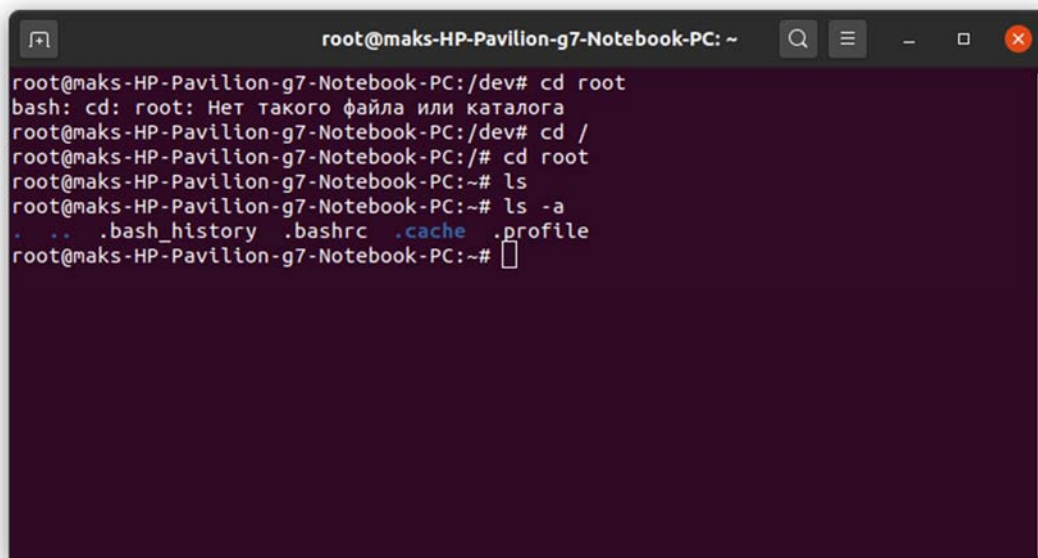 root@maks-HP-Pavilion-g7-Notebook-PC: ~
root@maks-HP-Pavilion-g7-Notebook-PC:/dev# cd root
bash: cd: root: Нет такого файла или каталога
root@maks-HP-Pavilion-g7-Notebook-PC:/dev# cd /
root@maks-HP-Pavilion-g7-Notebook-PC:/# cd root
root@maks-HP-Pavilion-g7-Notebook-PC:~# ls
root@maks-HP-Pavilion-g7-Notebook-PC:~# ls -a
.  ..  .bash_history  .bashrc  .cache  .profile
root@maks-HP-Pavilion-g7-Notebook-PC:~#